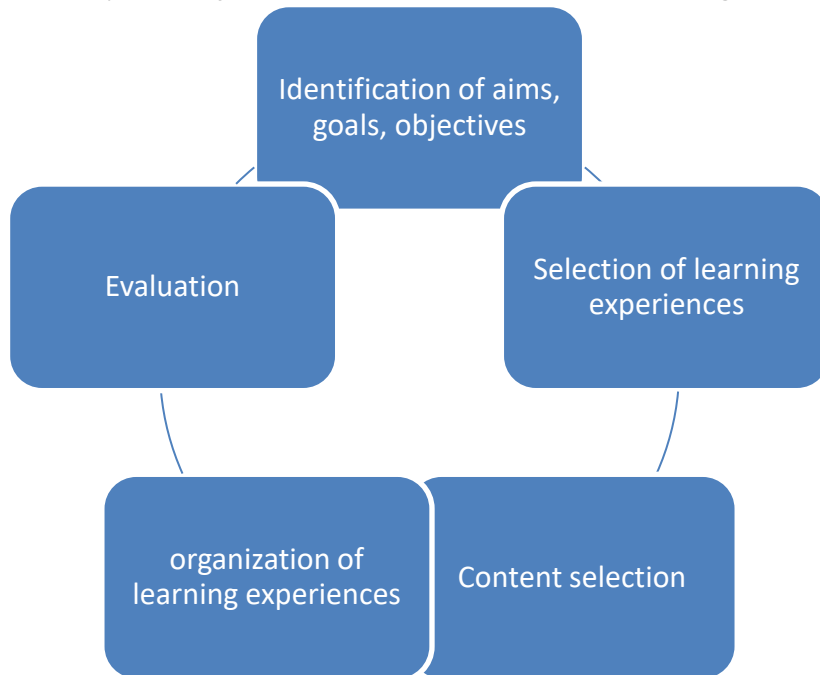 Identification of aims,
goals, objectives
Selection of learning
experiences
Content selection
organization of
learning experiences
Evaluation